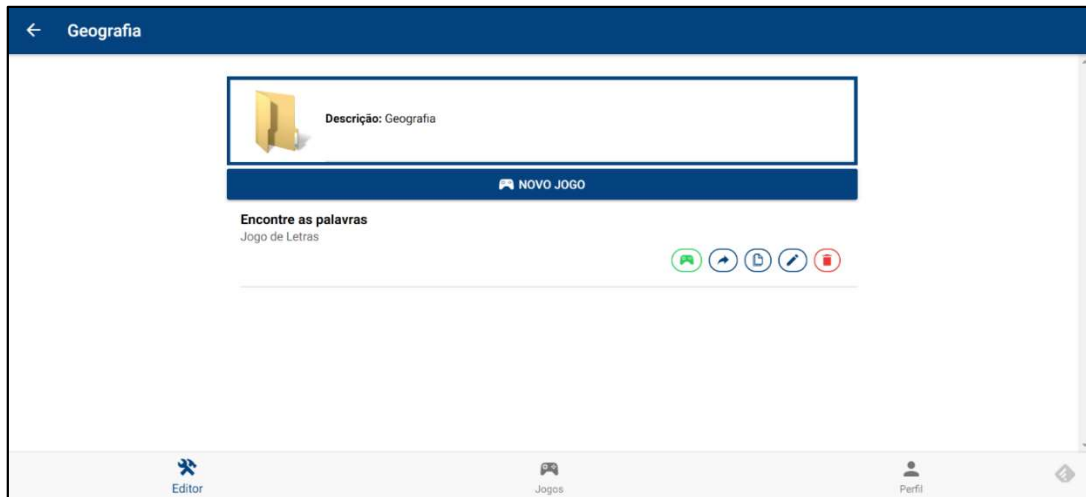 Geografia
Descrição: Geografia
NOVO JOGO
Encontre as palavras
Jogo de Letras
Editor
Jogos
Perfil